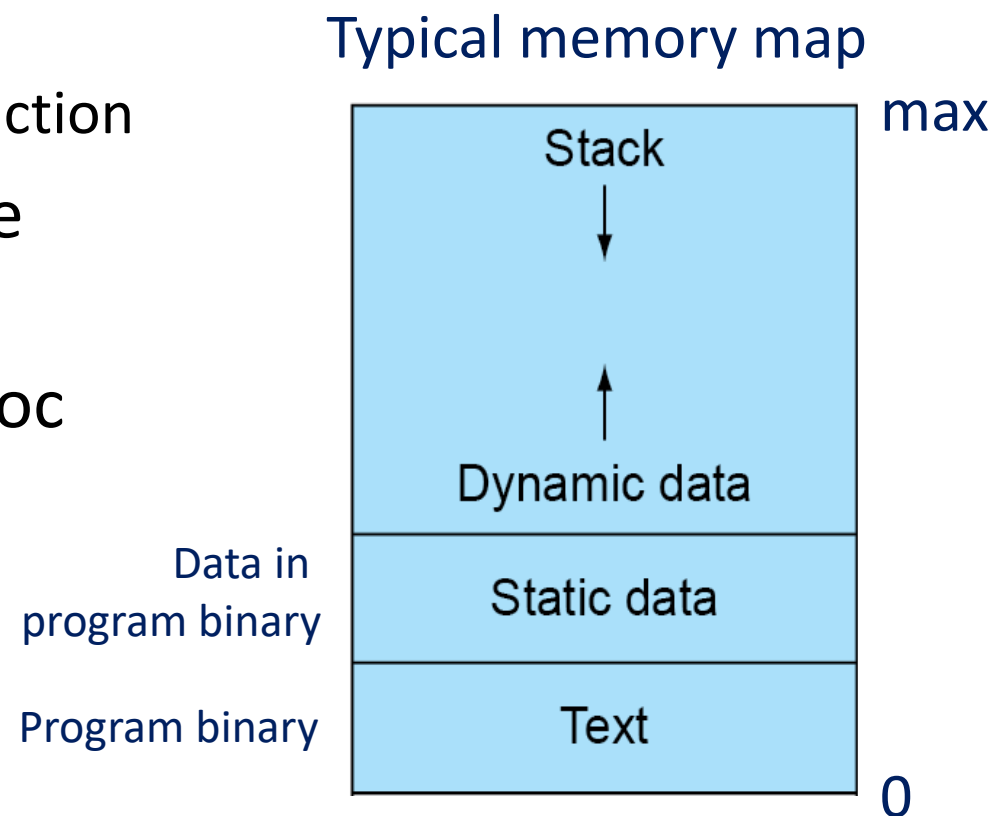 Typical memory map
ction
e
oc
max
Stack
Dynamic data
Data in
program binary
Static data
Program binary
Text
0